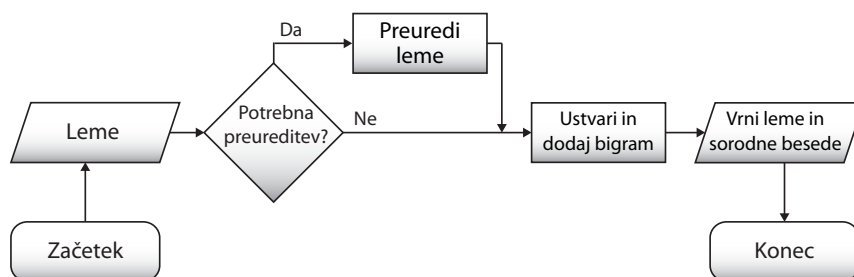 Začetek
Leme
Potrebna
preureditev?
Da
Preuredi
leme
Ne
Ustvari in
dodaj bigram
Vrni leme in
sorodne besede
Konec